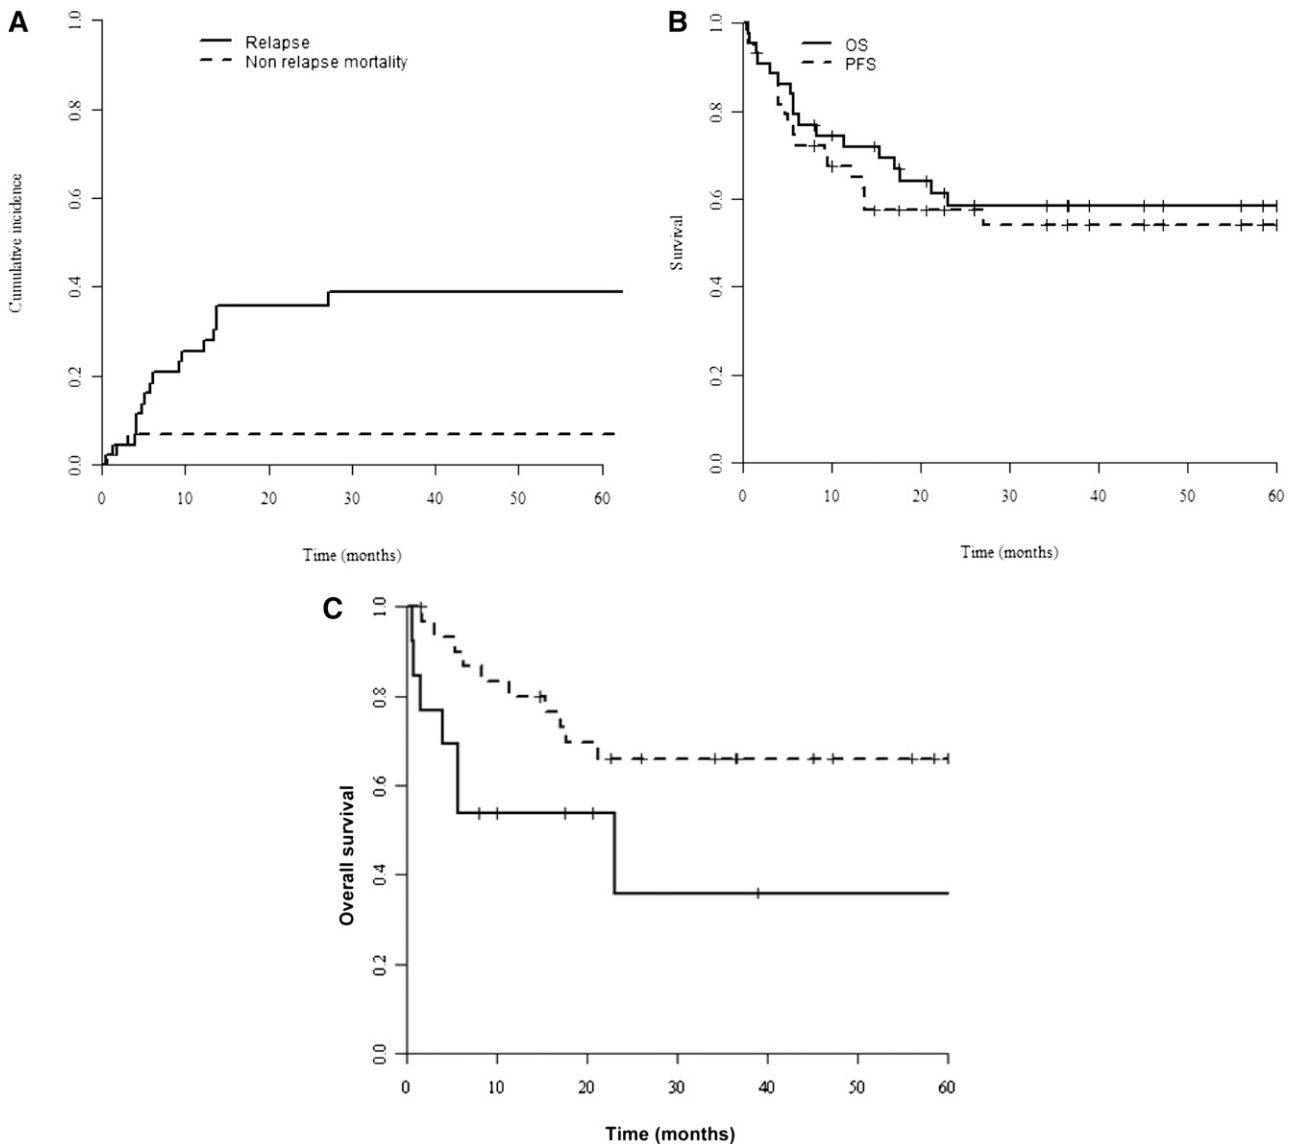 A
Relapse
Non relapse mortality
1.0
0.8
0.6
0.4
0.2
0.0
Cumulative incidence
0 10 20 30 40 50 60
Time (months)
B
OS
PFS
1.0
0.8
0.6
0.4
0.2
0.0
Survival
0 10 20 30 40 50 60
Time (months)
C
1.0
0.8
0.6
0.4
0.2
0.0
Overall survival
0 10 20 30 40 50 60
Time (months)